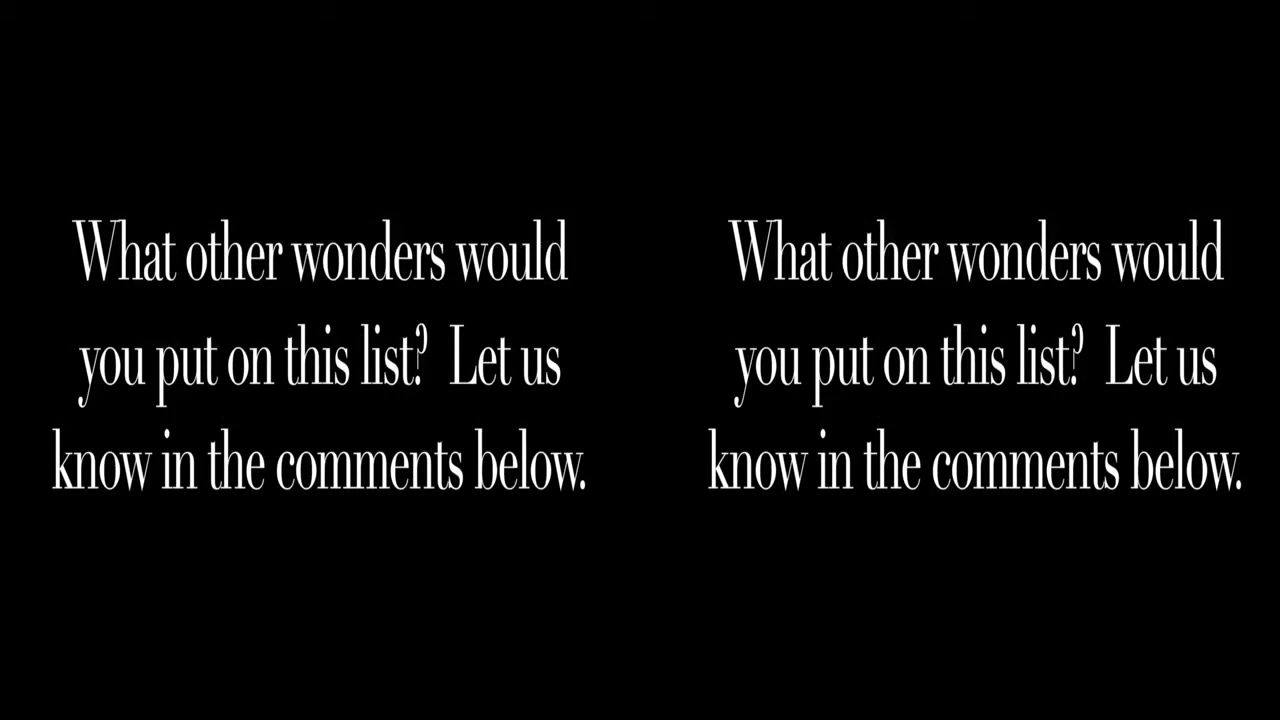 What other wonders would
you put on this list?  Let us
know in the comments below.
What other wonders would
you put on this list?  Let us
know in the comments below.